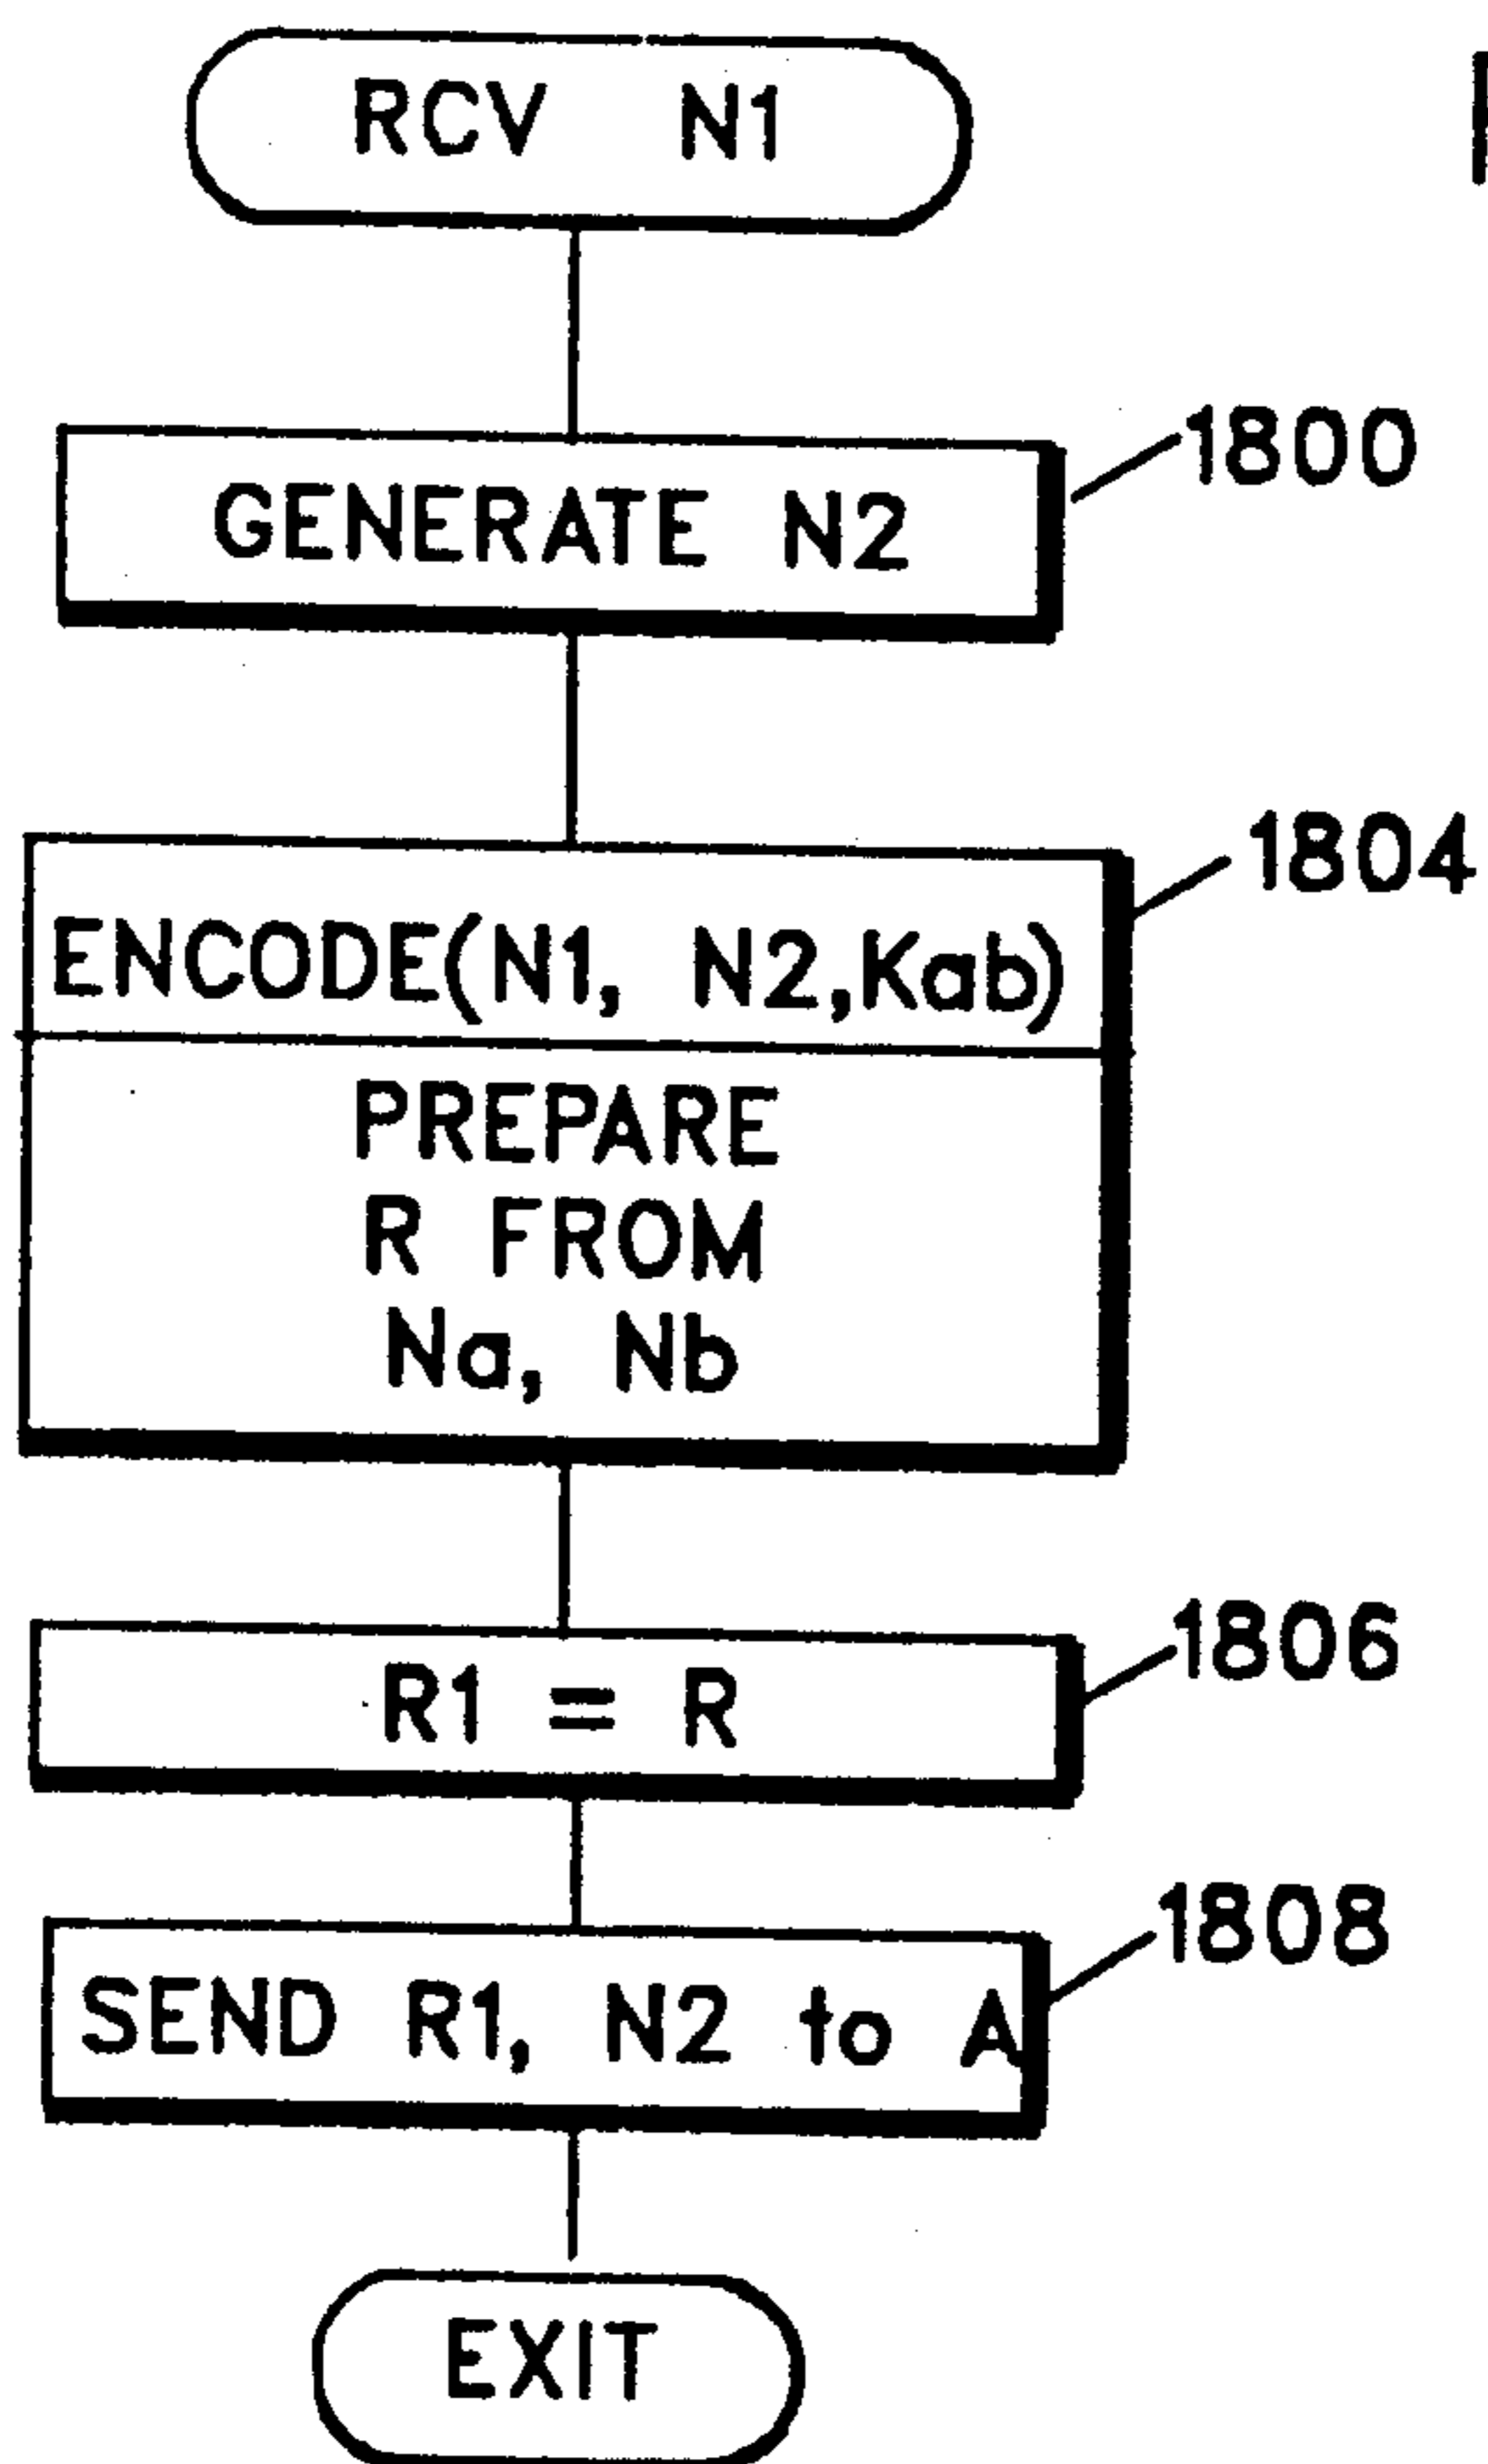 RCV N1
1800
GENERATE N2
1804
ENCODE(N1, N2,Kab)
PREPARE
R FROM
Na, Nb
1806
R1 = R
1808
SEND R1, N2 to A
EXIT